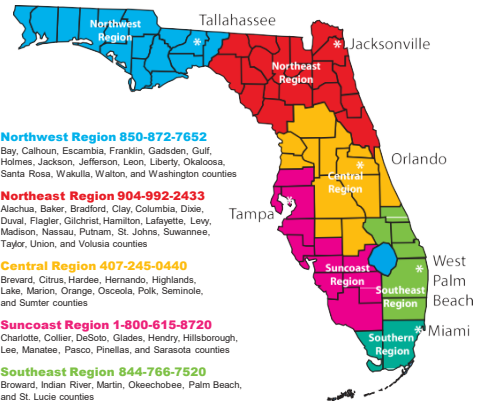 Tallahassee
Northwest
Region
Jacksonville
Northeast
Region
Northwest Region 850-872-7652
Bay, Calhoun, Escambia, Franklin, Gadsden, Gulf,
Holmes, Jackson, Jefferson, Leon, Liberty, Okaloosa,
Santa Rosa, Wakulla, Walton, and Washington counties
Orlando
Central
Region
Northeast Region 904-992-2433
Alachua, Baker, Bradford, Clay, Columbia, Dixie,
Duval, Flagler, Gilchrist, Hamilton, Lafayette, Levy,
Madison, Nassau, Putnam, St. Johns, Suwannee,
Taylor, Union, and Volusia counties
Tampa
Central Region 407-245-0440
Brevard, Citrus, Hardee, Hernando, Highlands,
Lake, Marion, Orange, Osceola, Polk, Seminole,
and Sumter counties
Suncoast
Region
West
Palm
Beach
Southeast
Region
Suncoast Region 1-800-615-8720
Charlotte, Collier, DeSoto, Glades, Hendry, Hillsborough,
Lee, Manatee, Pasco, Pinellas, and Sarasota counties
Miami
Southern
Region
Southeast Region 844-766-7520
Broward, Indian River, Martin, Okeechobee, Palm Beach,
and St. Lucie counties